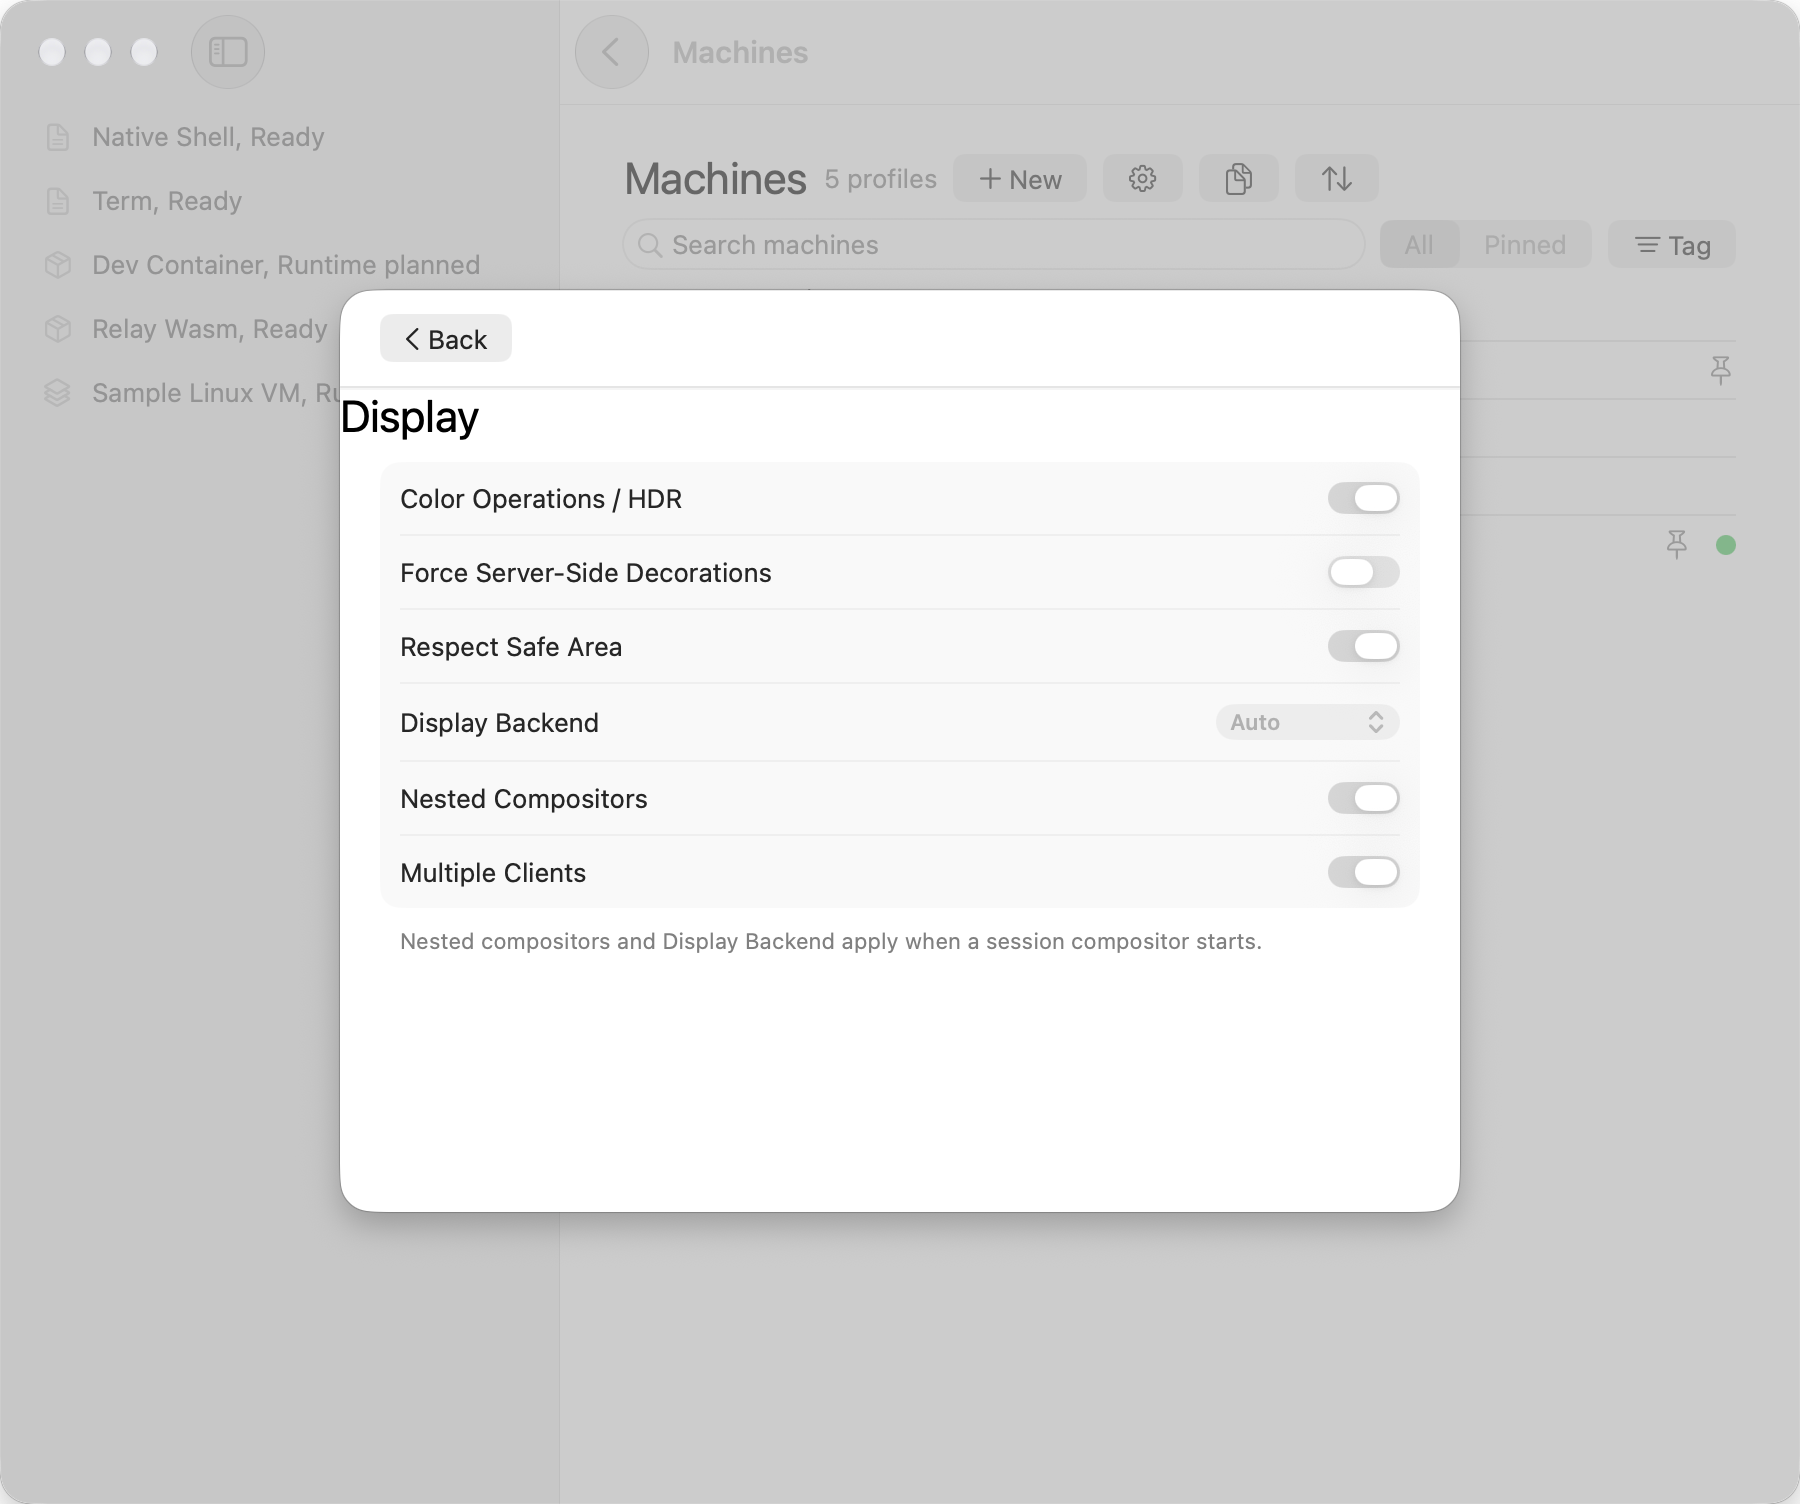 Machines
Native Shell, Ready
Term, Ready
Dev Container, Runtime planned
Relay Wasm, Ready
Sample Linux VM, Ru
Machines 5 profiles + New
Search machines All Pinned Tag
Back
Display
Color Operations / HDR
Force Server-Side Decorations
Respect Safe Area
Display Backend Auto
Nested Compositors
Multiple Clients
Nested compositors and Display Backend apply when a session compositor starts.